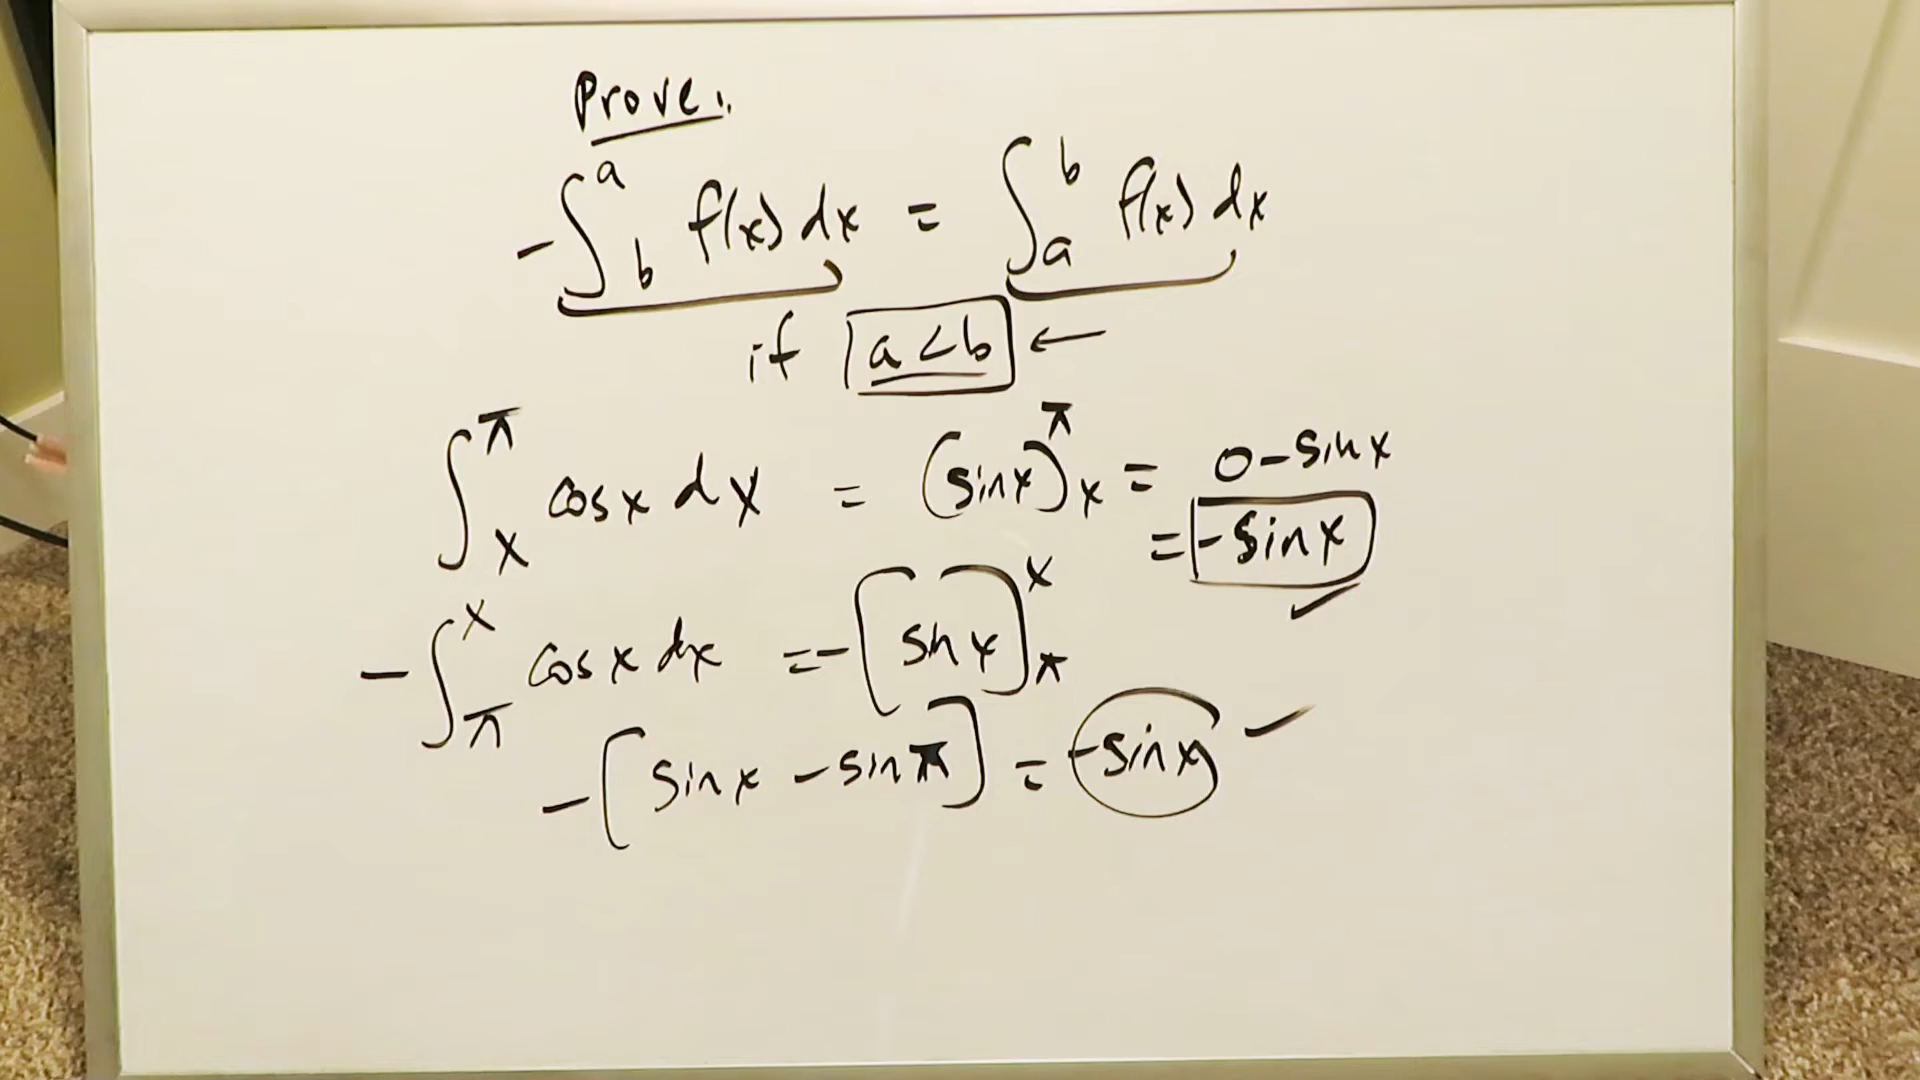 Prove:
-∫_b^a f(x) dx = ∫_a^b f(x) dx
if a < b ←
∫_x^π cos x dx = (sin x)_x^π = 0 - sin x
= -sin x ✓
-∫_π^x cos x dx = -[sin x]_π^x
-[sin x - sin π] = -sin x ✓